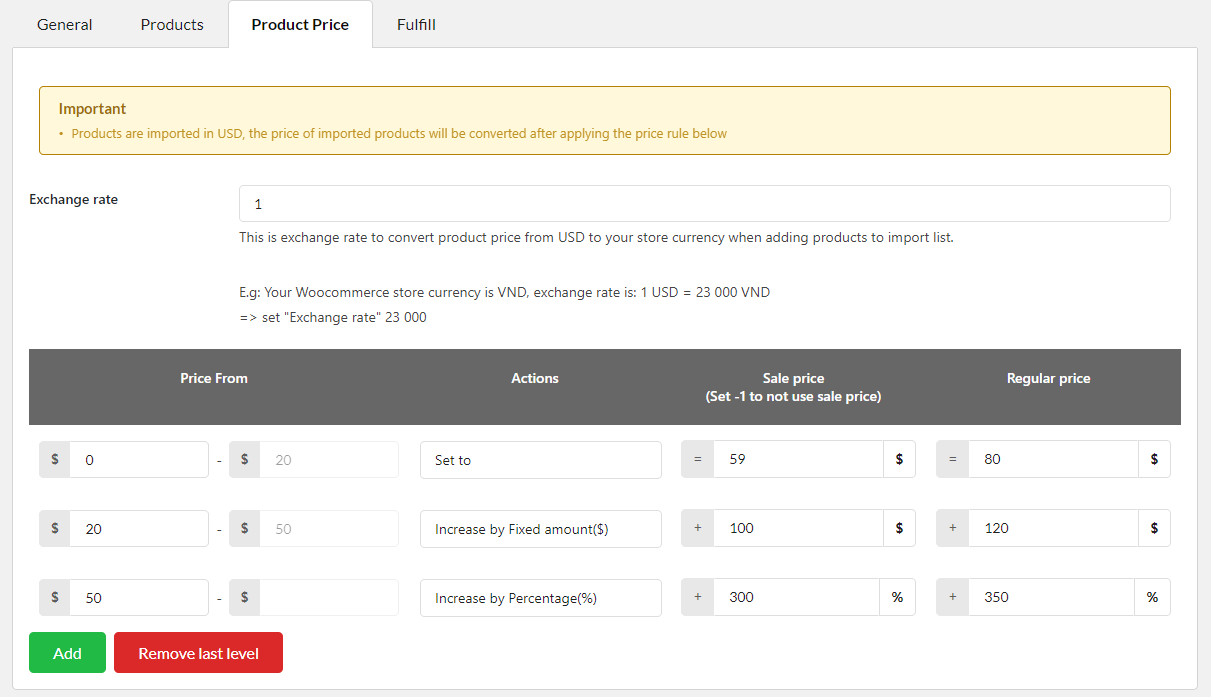 General Products Product Price Fulfill
Important
• Products are imported in USD, the price of imported products will be converted after applying the price rule below
Exchange rate 1
This is exchange rate to convert product price from USD to your store currency when adding products to import list.
E.g: Your Woocommerce store currency is VND, exchange rate is: 1 USD = 23 000 VND
=> set "Exchange rate" 23 000
Price From Actions Sale price Regular price
(Set -1 to not use sale price)
$ 0 - $ 20 Set to = 59 $ = 80 $
$ 20 - $ 50 Increase by Fixed amount($) + 100 $ + 120 $
$ 50 - $ Increase by Percentage(%) + 300 % + 350 %
Add Remove last level